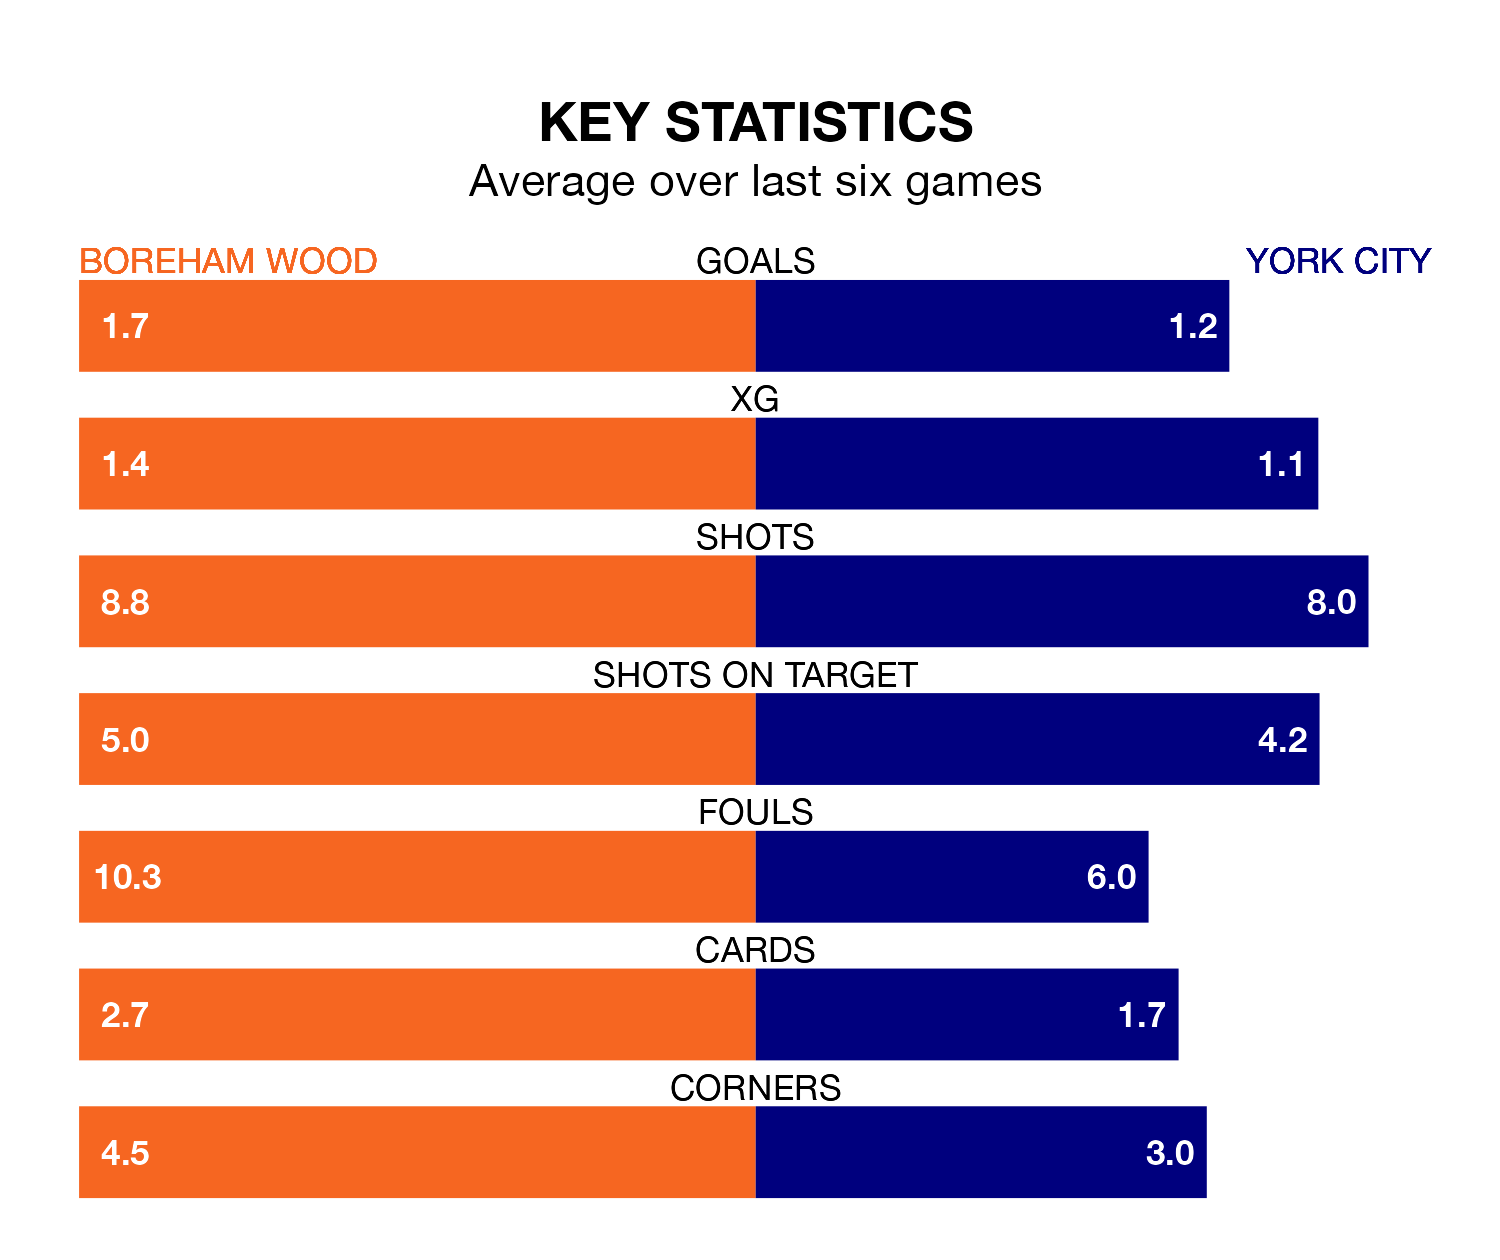 KEY STATISTICS
Average over last six games
BOREHAM WOOD GOALS YORK CITY
1.7 1.2
XG
1.4 1.1
SHOTS
8.8 8.0
SHOTS ON TARGET
5.0 4.2
FOULS
10.3 6.0
CARDS
2.7 1.7
CORNERS
4.5 3.0